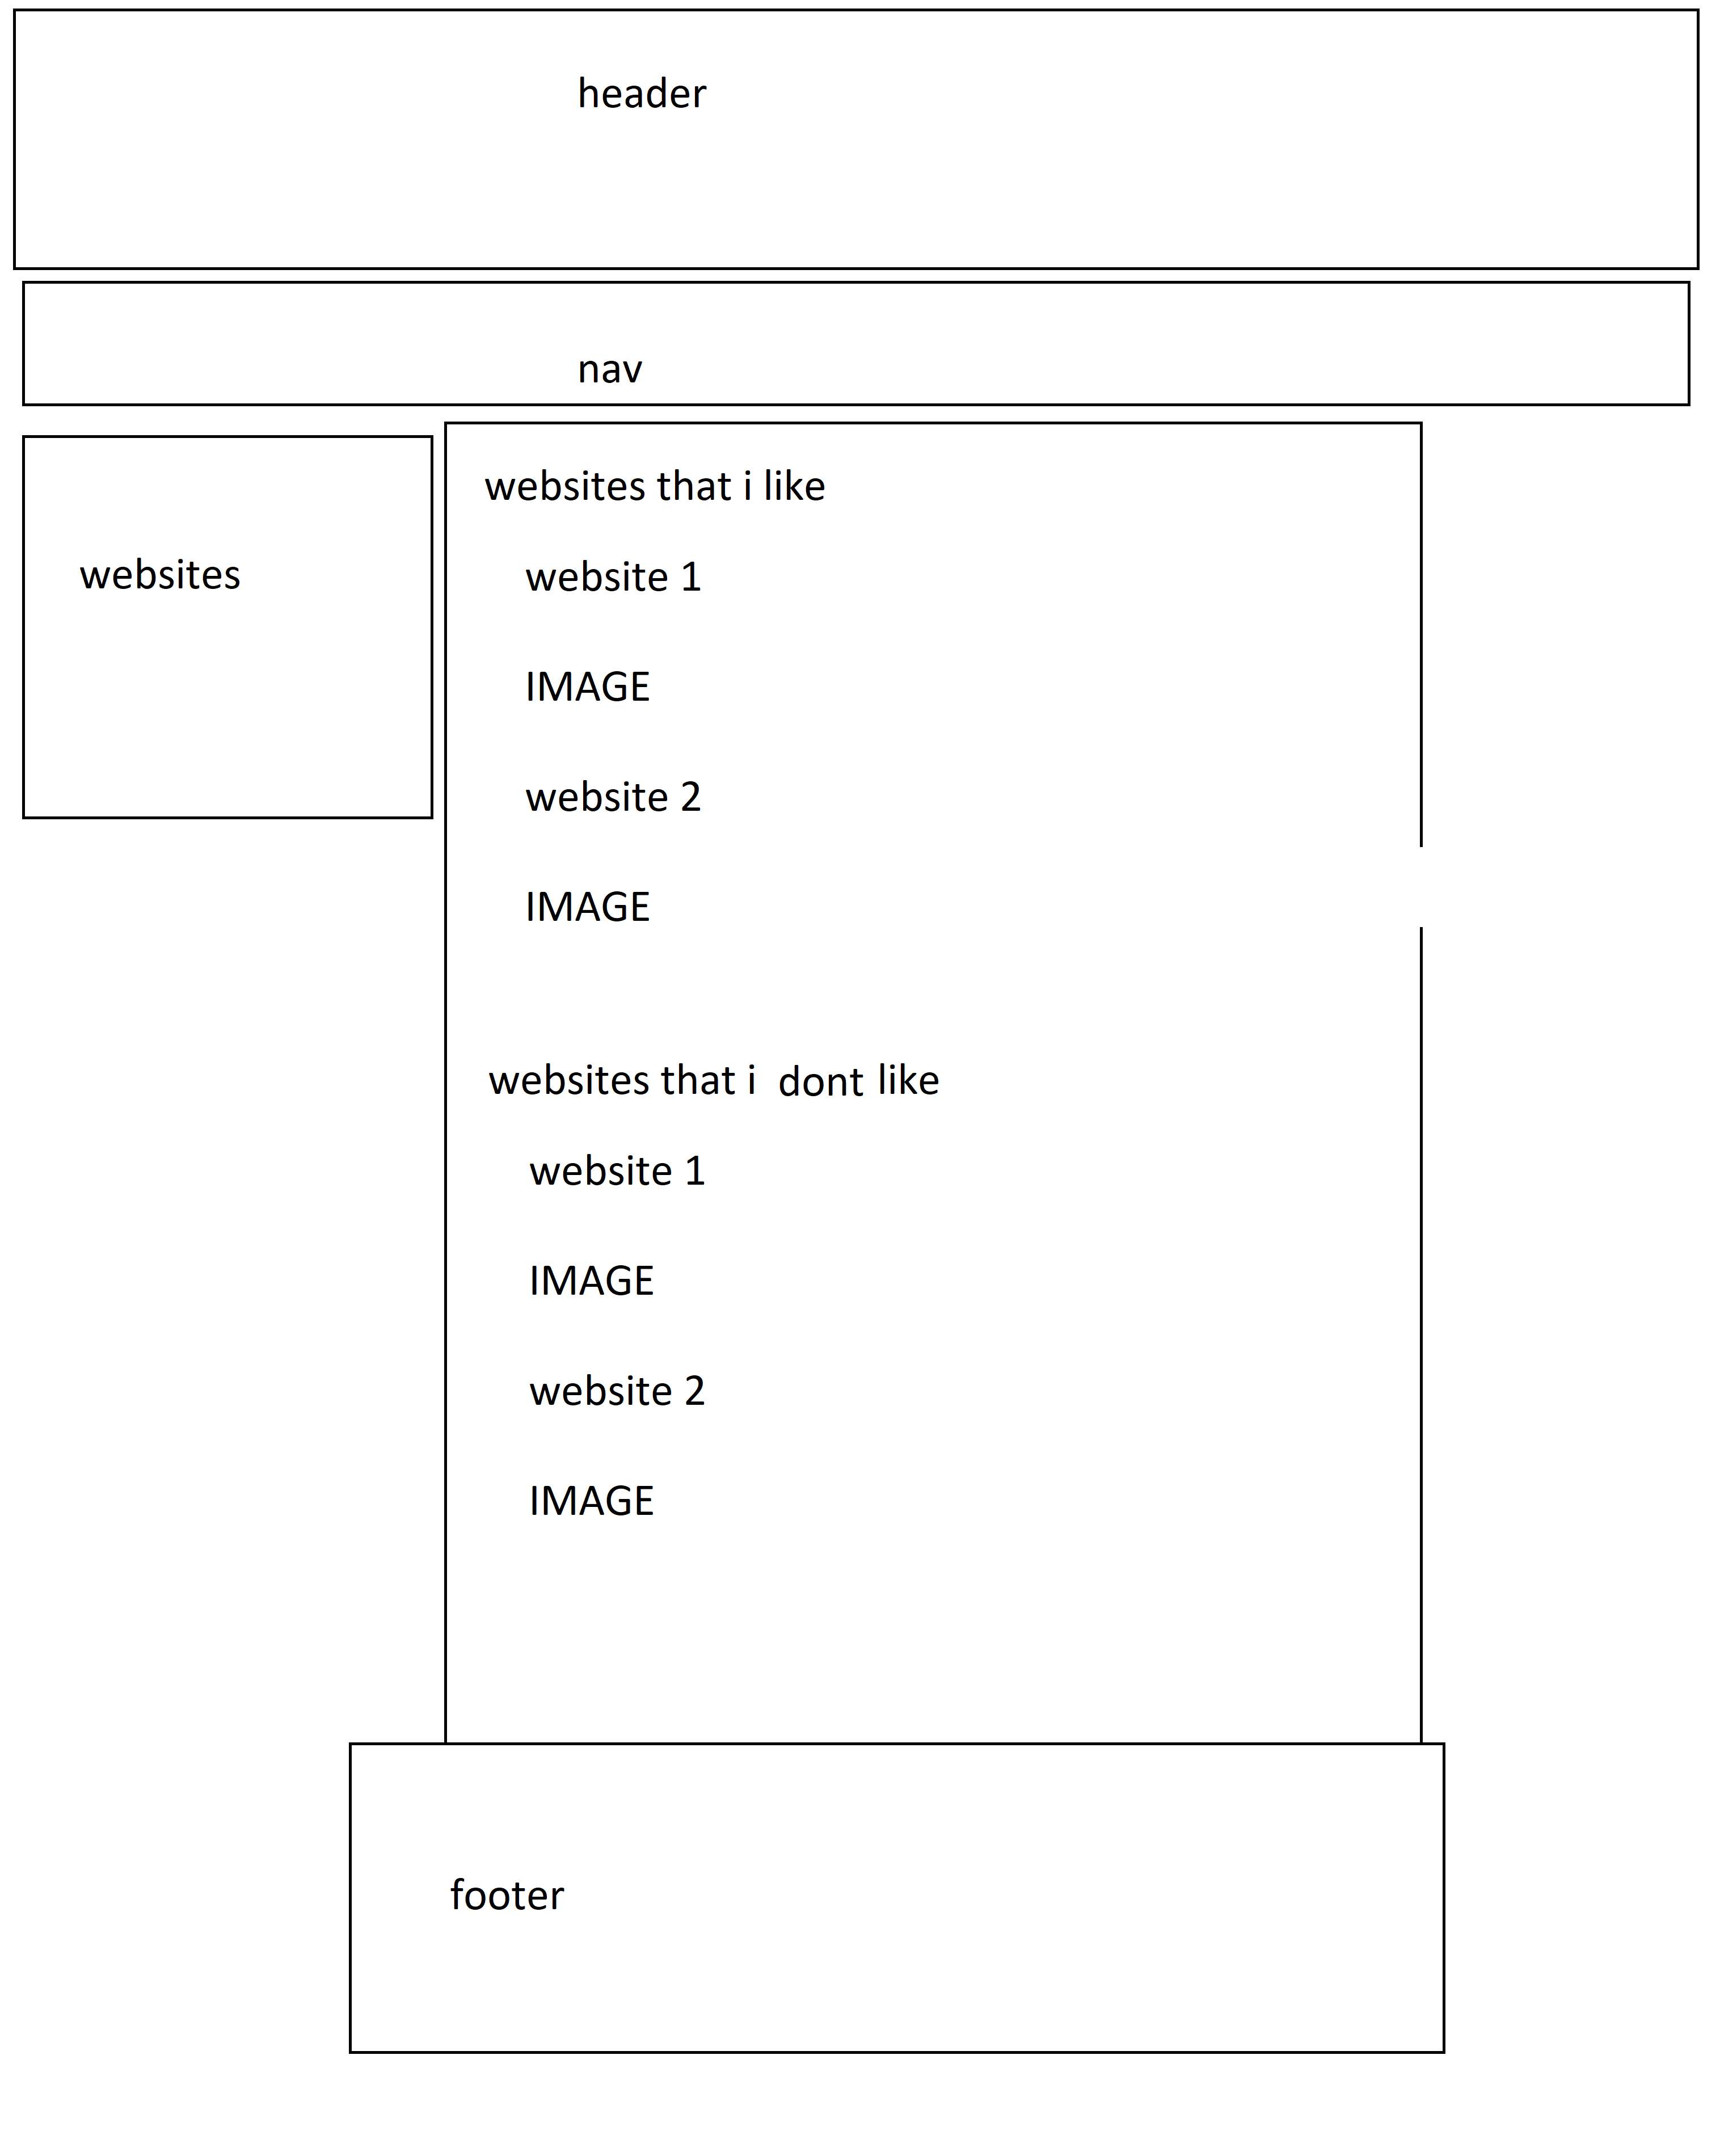 header
nav
websites
websites that i like
website 1
IMAGE
website 2
IMAGE
websites that i dont like
website 1
IMAGE
website 2
IMAGE
footer